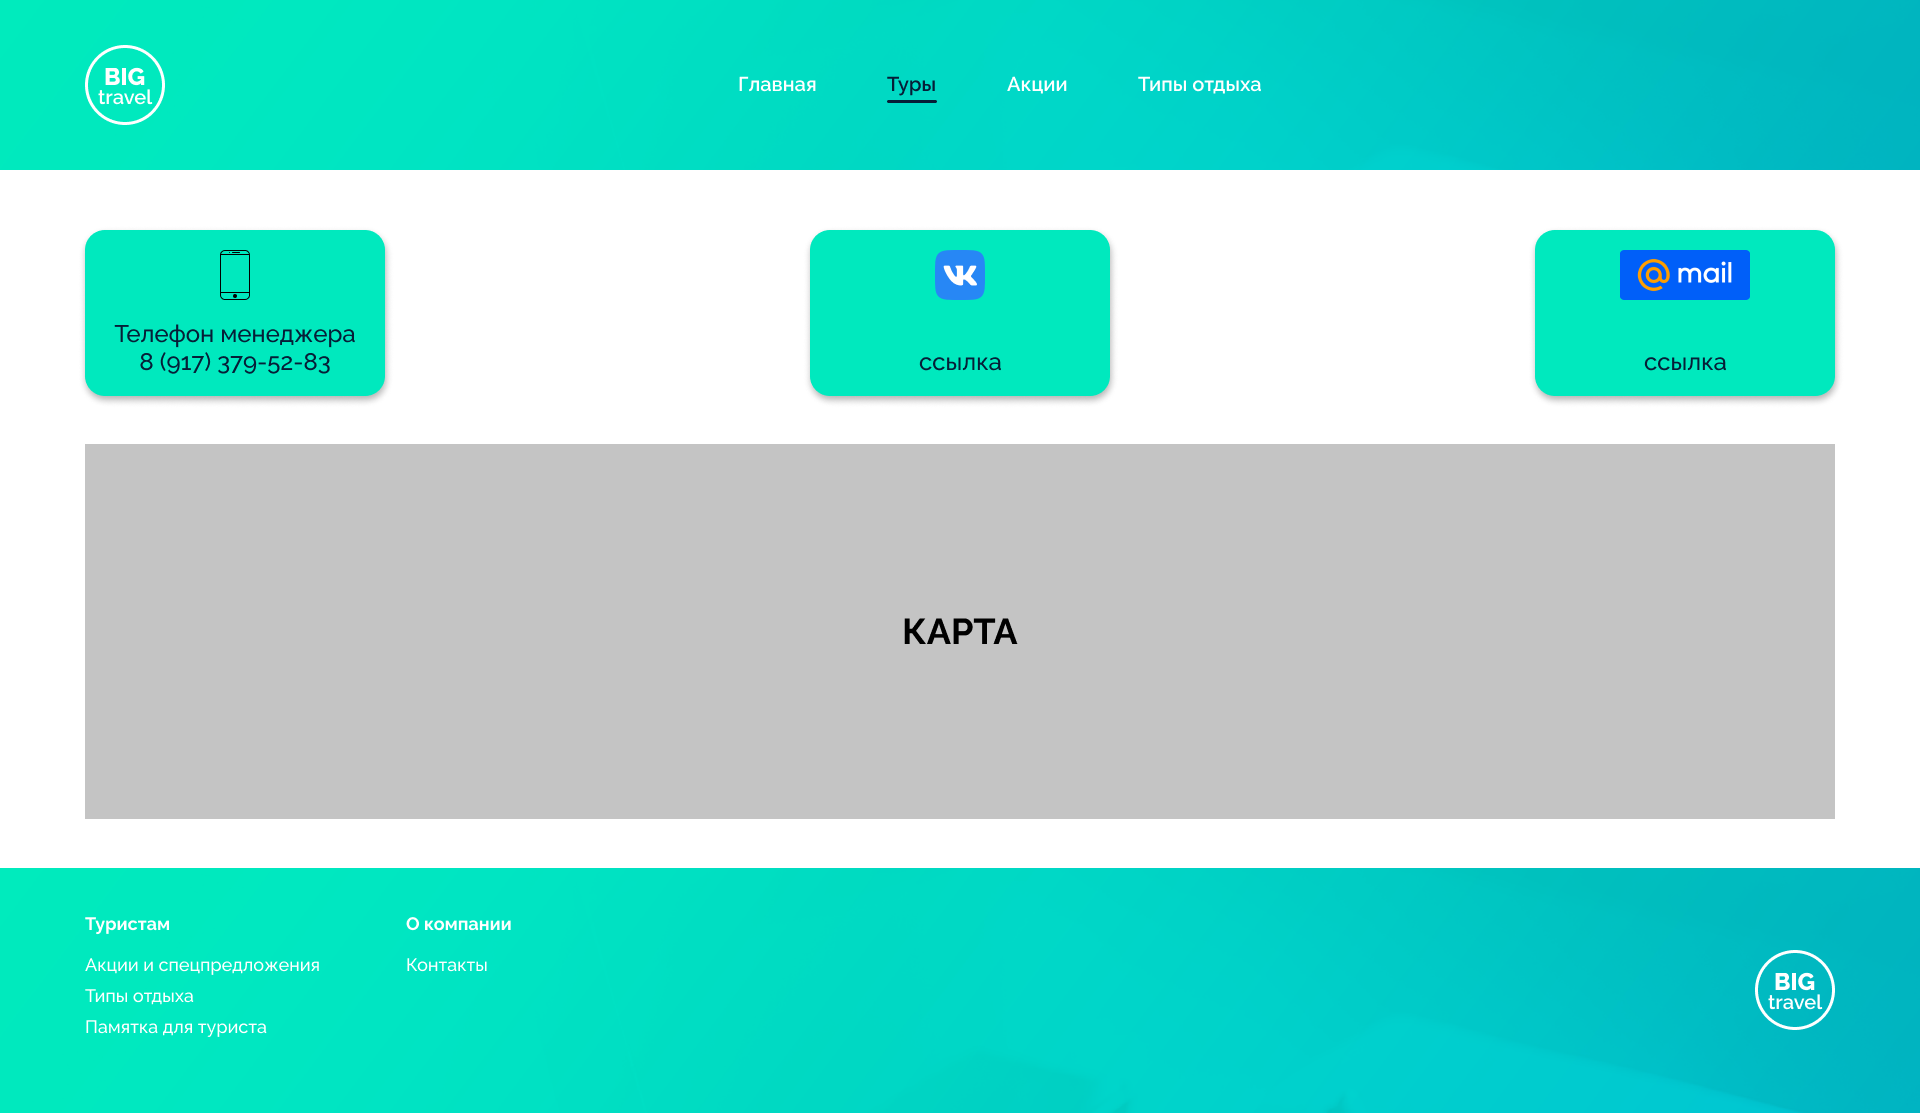 BIG
travel
Главная Туры Акции Типы отдыха
Телефон менеджера
8 (917) 379-52-83
ссылка
@mail
ссылка
КАРТА
Туристам
Акции и спецпредложения
Типы отдыха
Памятка для туриста
О компании
Контакты
BIG
travel